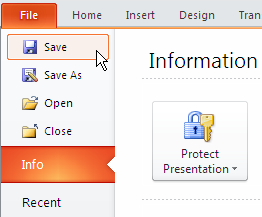 File Home Insert Design Tran
Save
Save As
Open
Close
Info
Recent
Information
Protect
Presentation